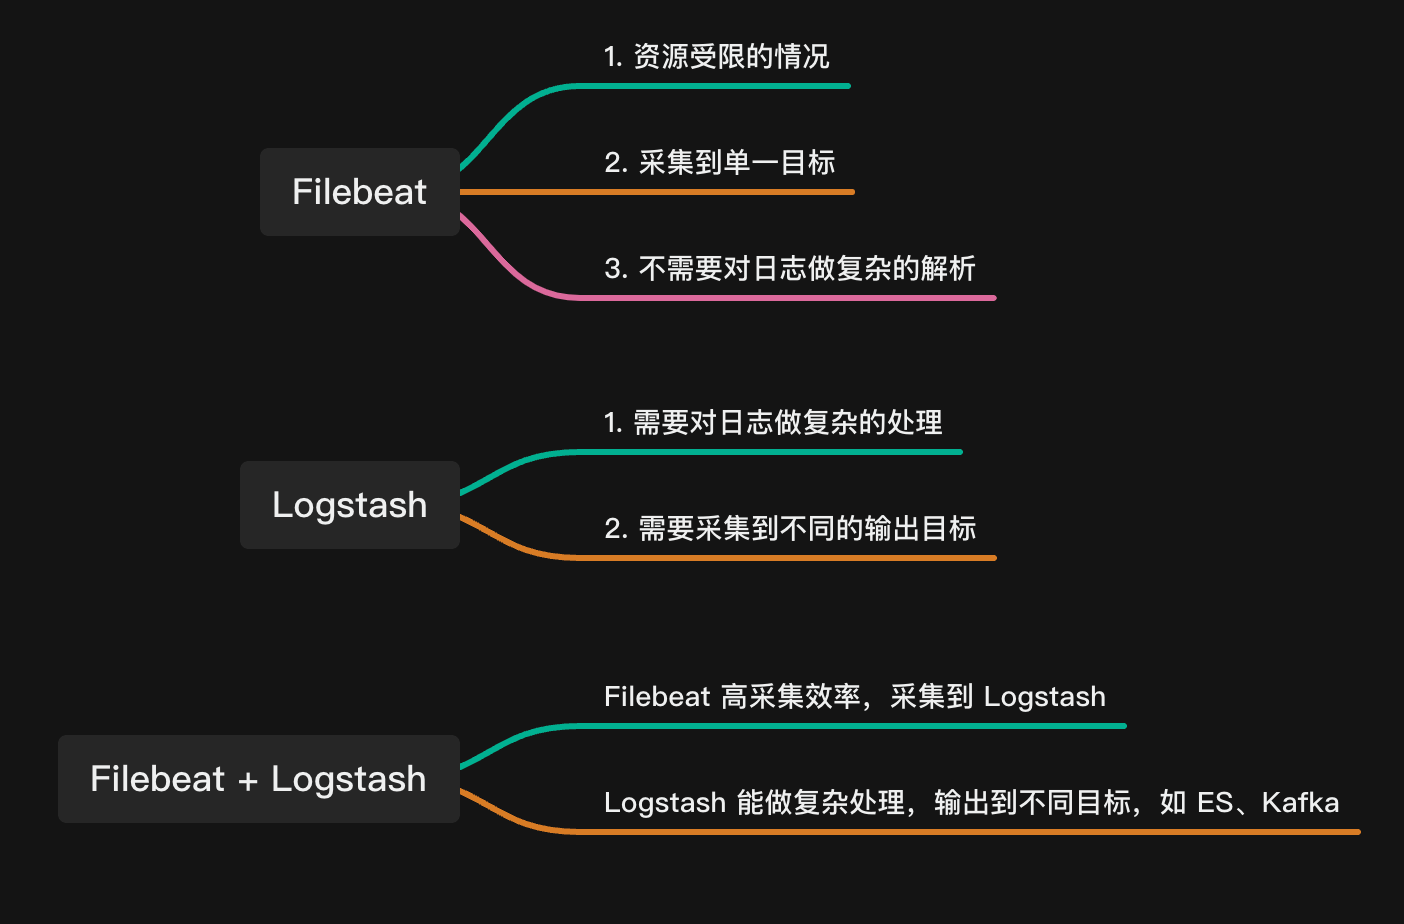 Filebeat
1. 资源受限的情况
2. 采集到单一目标
3. 不需要对日志做复杂的解析
Logstash
1. 需要对日志做复杂的处理
2. 需要采集到不同的输出目标
Filebeat + Logstash
Filebeat 高采集效率，采集到 Logstash
Logstash 能做复杂处理，输出到不同目标，如 ES、Kafka